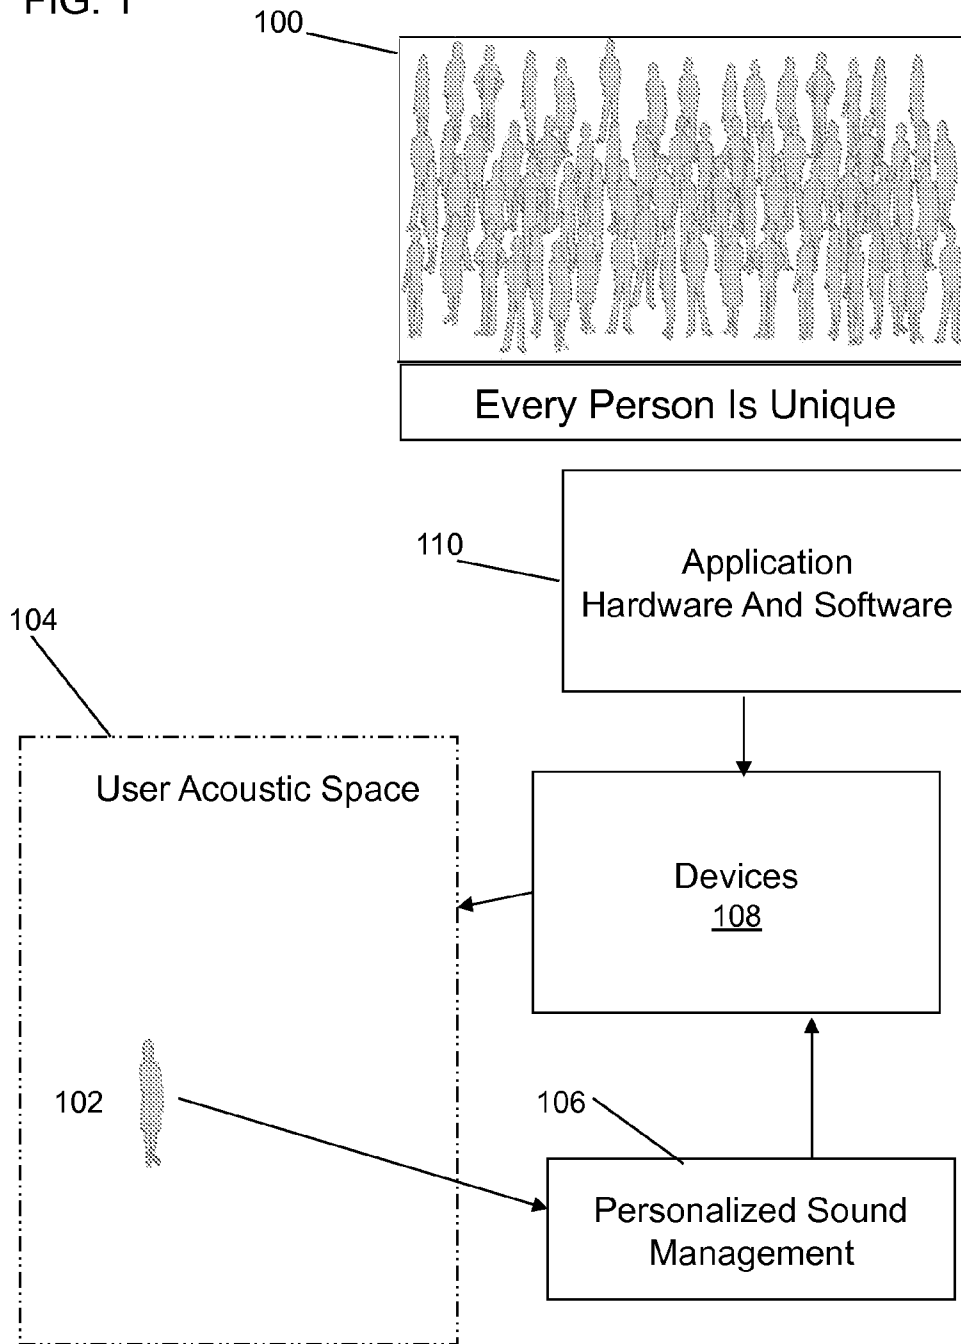 FIG. 1
100
Every Person Is Unique
110
Application
Hardware And Software
104
User Acoustic Space
Devices
108
102
106
Personalized Sound
Management